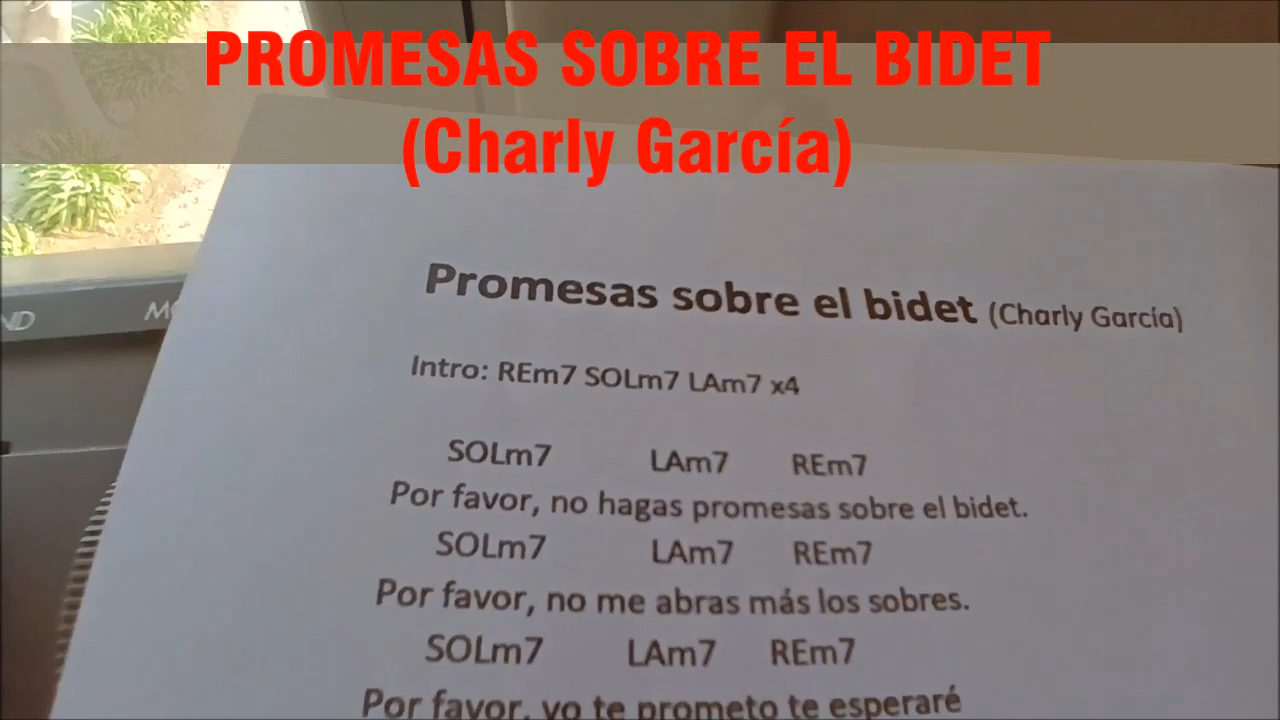 PROMESAS SOBRE EL BIDET
(Charly García)
Promesas sobre el bidet (Charly García)
Intro: REm7 SOLm7 LAm7 x4
SOLm7 LAm7 REm7
Por favor, no hagas promesas sobre el bidet.
SOLm7 LAm7 REm7
Por favor, no me abras más los sobres.
SOLm7 LAm7 REm7
Por favor, yo te prometo te esperaré